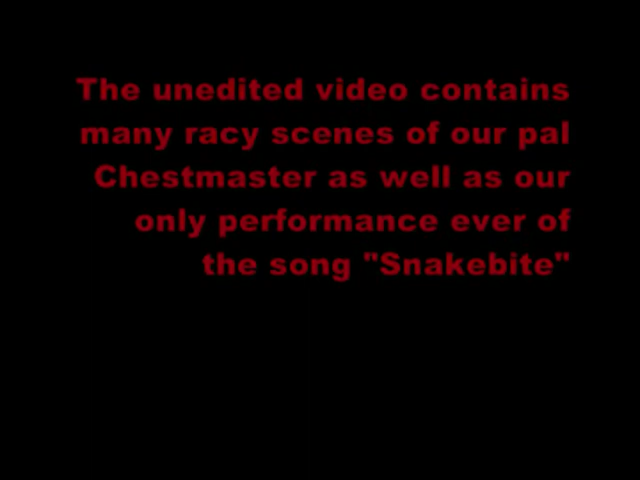 The unedited video contains
many racy scenes of our pal
Chestmaster as well as our
only performance ever of
the song "Snakebite"